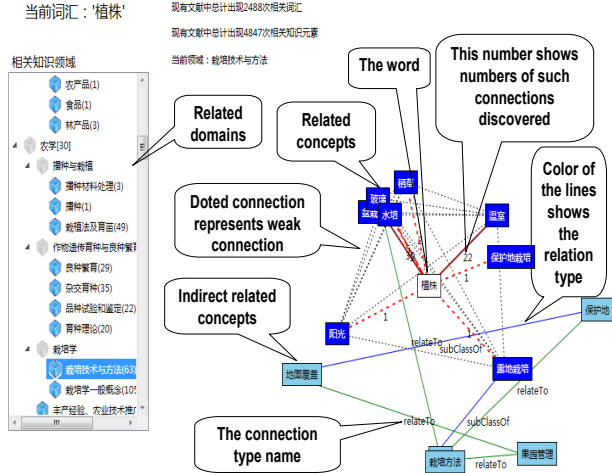 当前词汇：'植株'
现有文献中总计出现2488次相关词汇
现有文献中总计出现4847次相关知识元素
当前领域：栽培技术与方法
相关知识领域
农产品(1)
食品(1)
林产品(3)
农学[30]
播种与栽植
播种材料处理(3)
播种(1)
栽植法及育苗(49)
作物遗传育种与良种繁育
良种繁育(29)
杂交育种(35)
品种试验和鉴定(22)
育种理论(20)
栽培学
栽培技术与方法(63)
栽培学一般概念(105
丰产经验、农业技术推广
Related
domains
Related
concepts
The word
This number shows
numbers of such
connections
discovered
Color of
the lines
shows
the
relation
type
Doted connection
represents weak
connection
Indirect related
concepts
The connection
type name
栖草
玻璃
盆栽
水培
温室
保护地栽培
植株
22
1
1
1
阳光
露地栽培
保护地
地面覆盖
栽培方法
果园管理
relateTo
subClassOf
relateTo
relateTo
subClassOf
relateTo